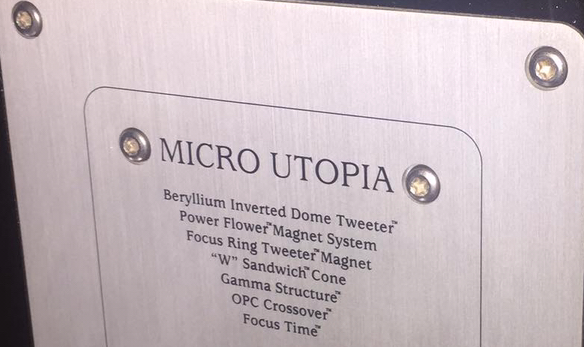 MICRO UTOPIA
Beryllium Inverted Dome Tweeter™
Power Flower™ Magnet System
Focus Ring Tweeter™ Magnet
"W" Sandwich™ Cone
Gamma Structure™
OPC Crossover™
Focus Time™